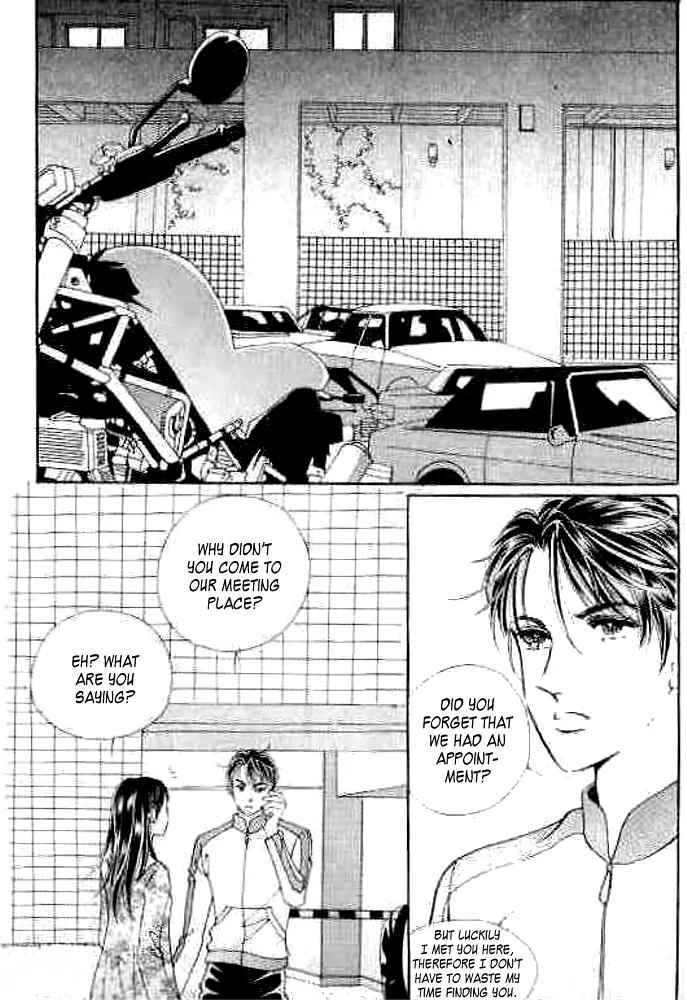 WHY DIDN'T
YOU COME TO
OUR MEETING
PLACE?
EH? WHAT
ARE YOU
SAYING?
DID YOU
FORGET THAT
WE HAD AN
APPOINT-
MENT?
BUT LUCKILY
I MET YOU HERE,
THEREFORE I DON'T
HAVE TO WASTE MY
TIME FINDING YOU.